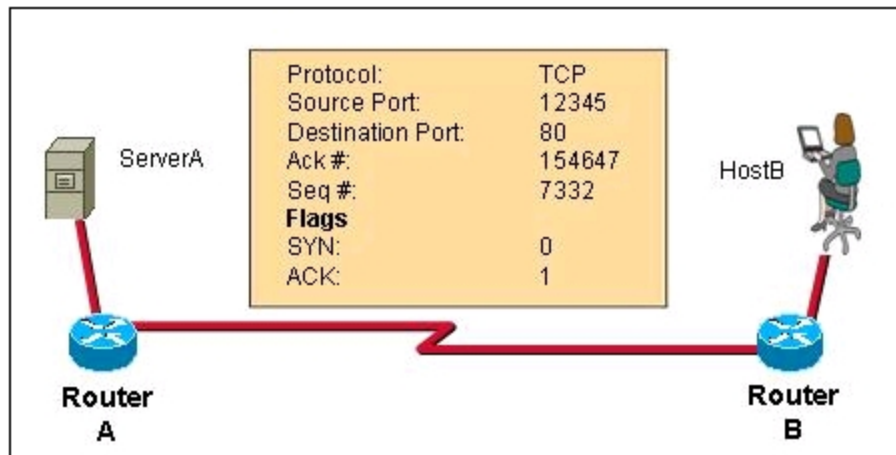 Protocol: TCP
Source Port: 12345
Destination Port: 80
Ack #: 154647
Seq #: 7332
Flags
SYN: 0
ACK: 1
ServerA
HostB
Router
A
Router
B